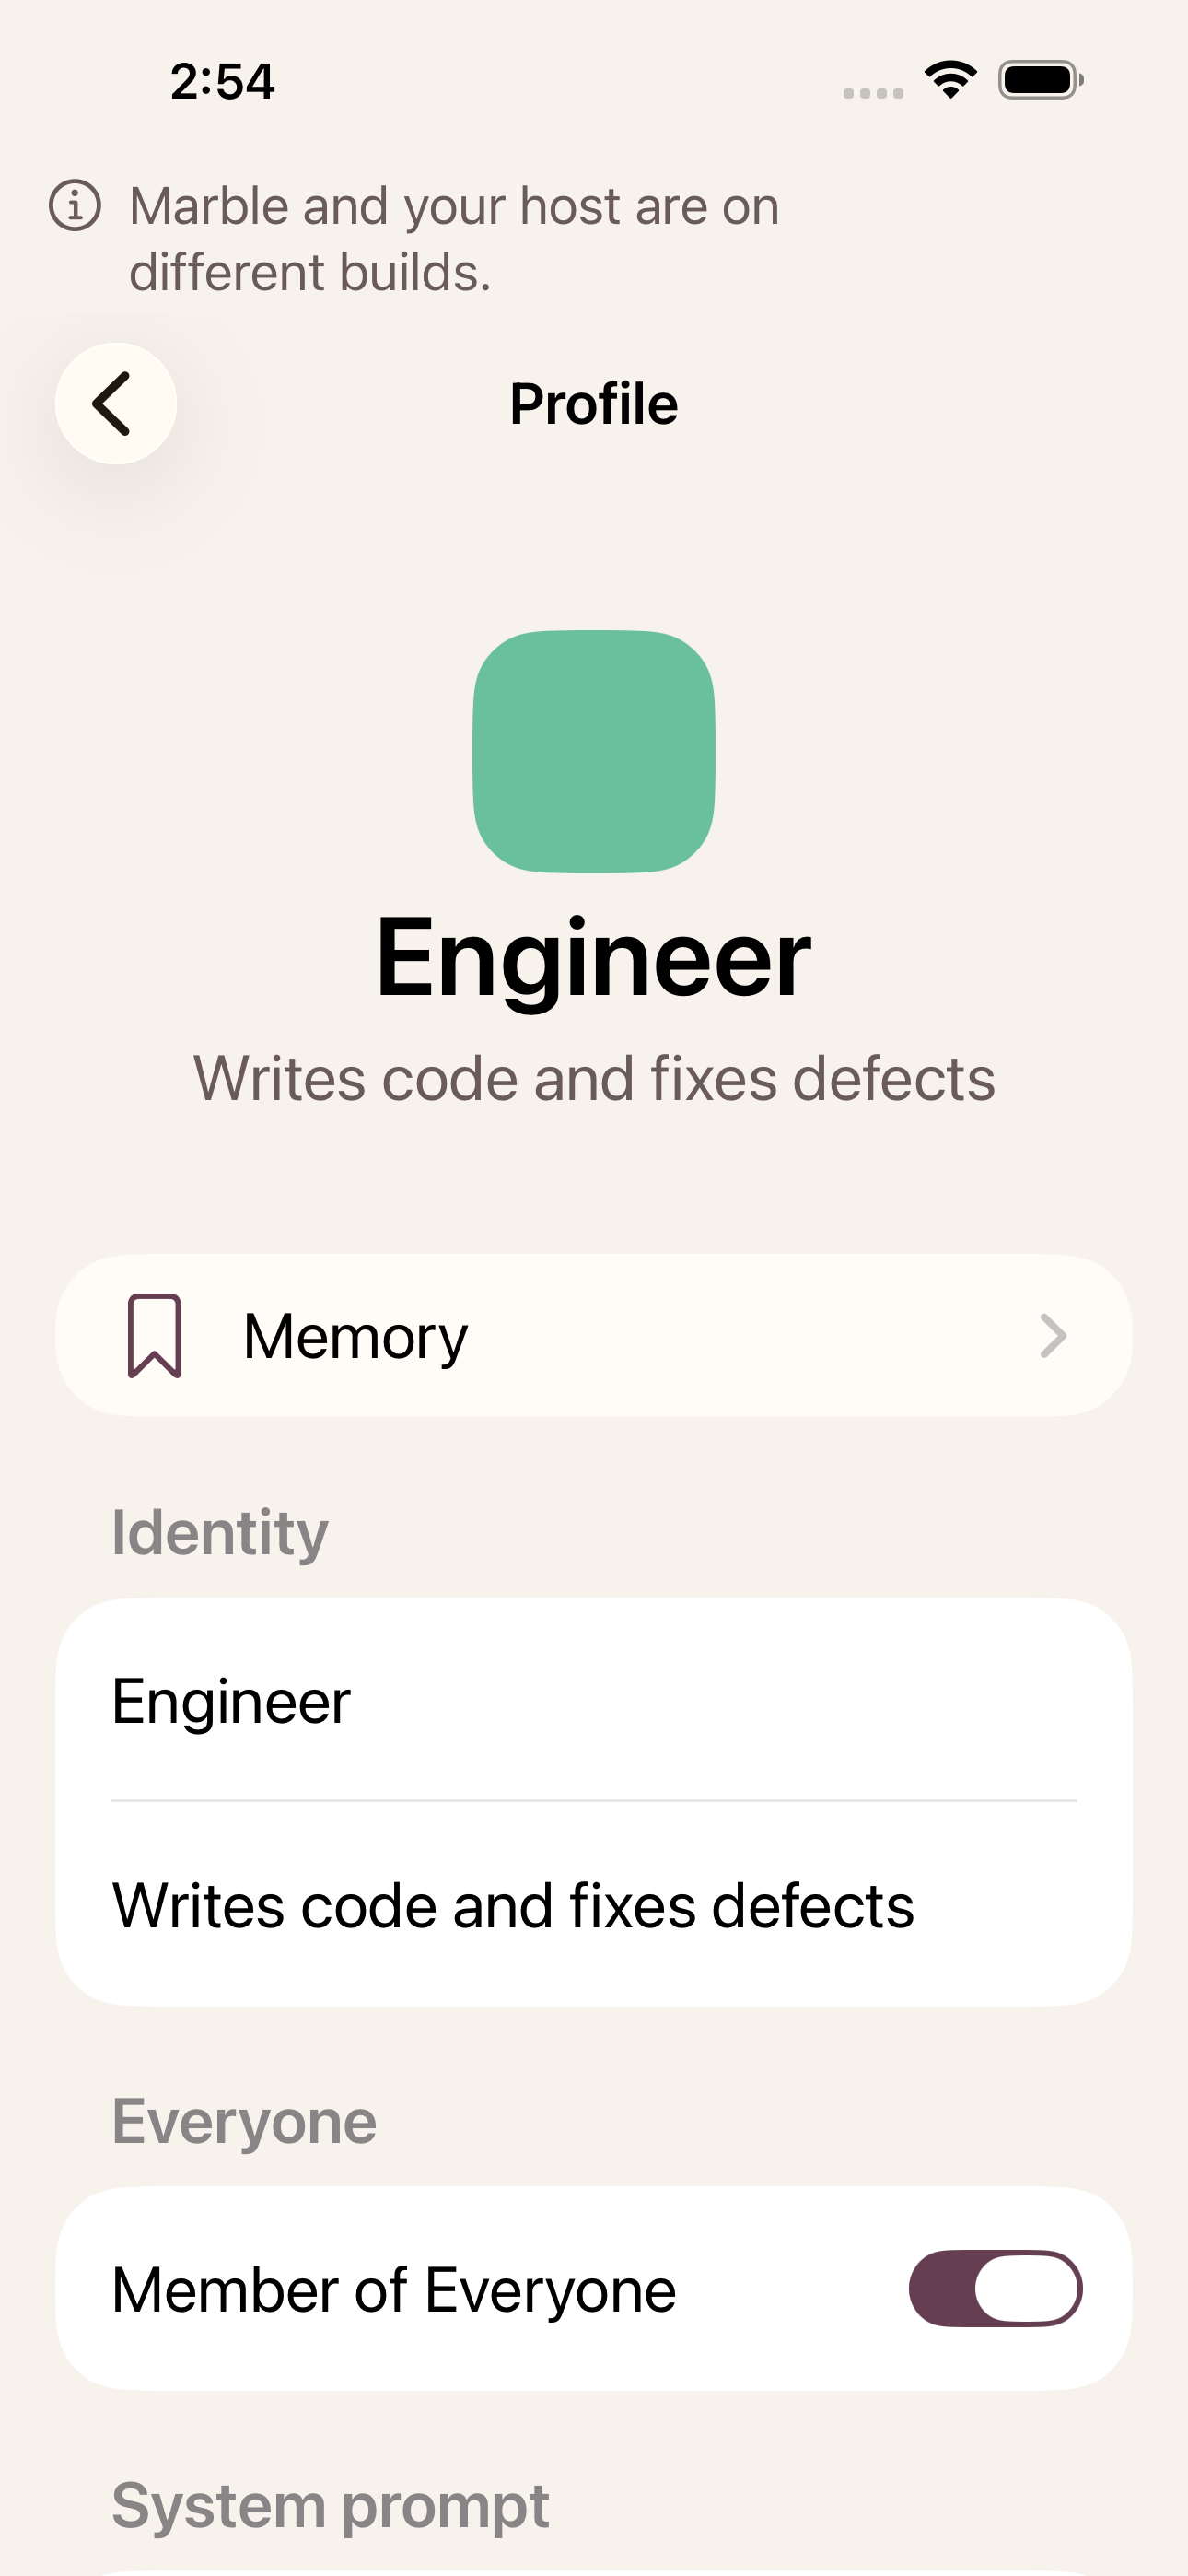 2:54
Marble and your host are on
different builds.
Profile
Engineer
Writes code and fixes defects
Memory
Identity
Engineer
Writes code and fixes defects
Everyone
Member of Everyone
System prompt